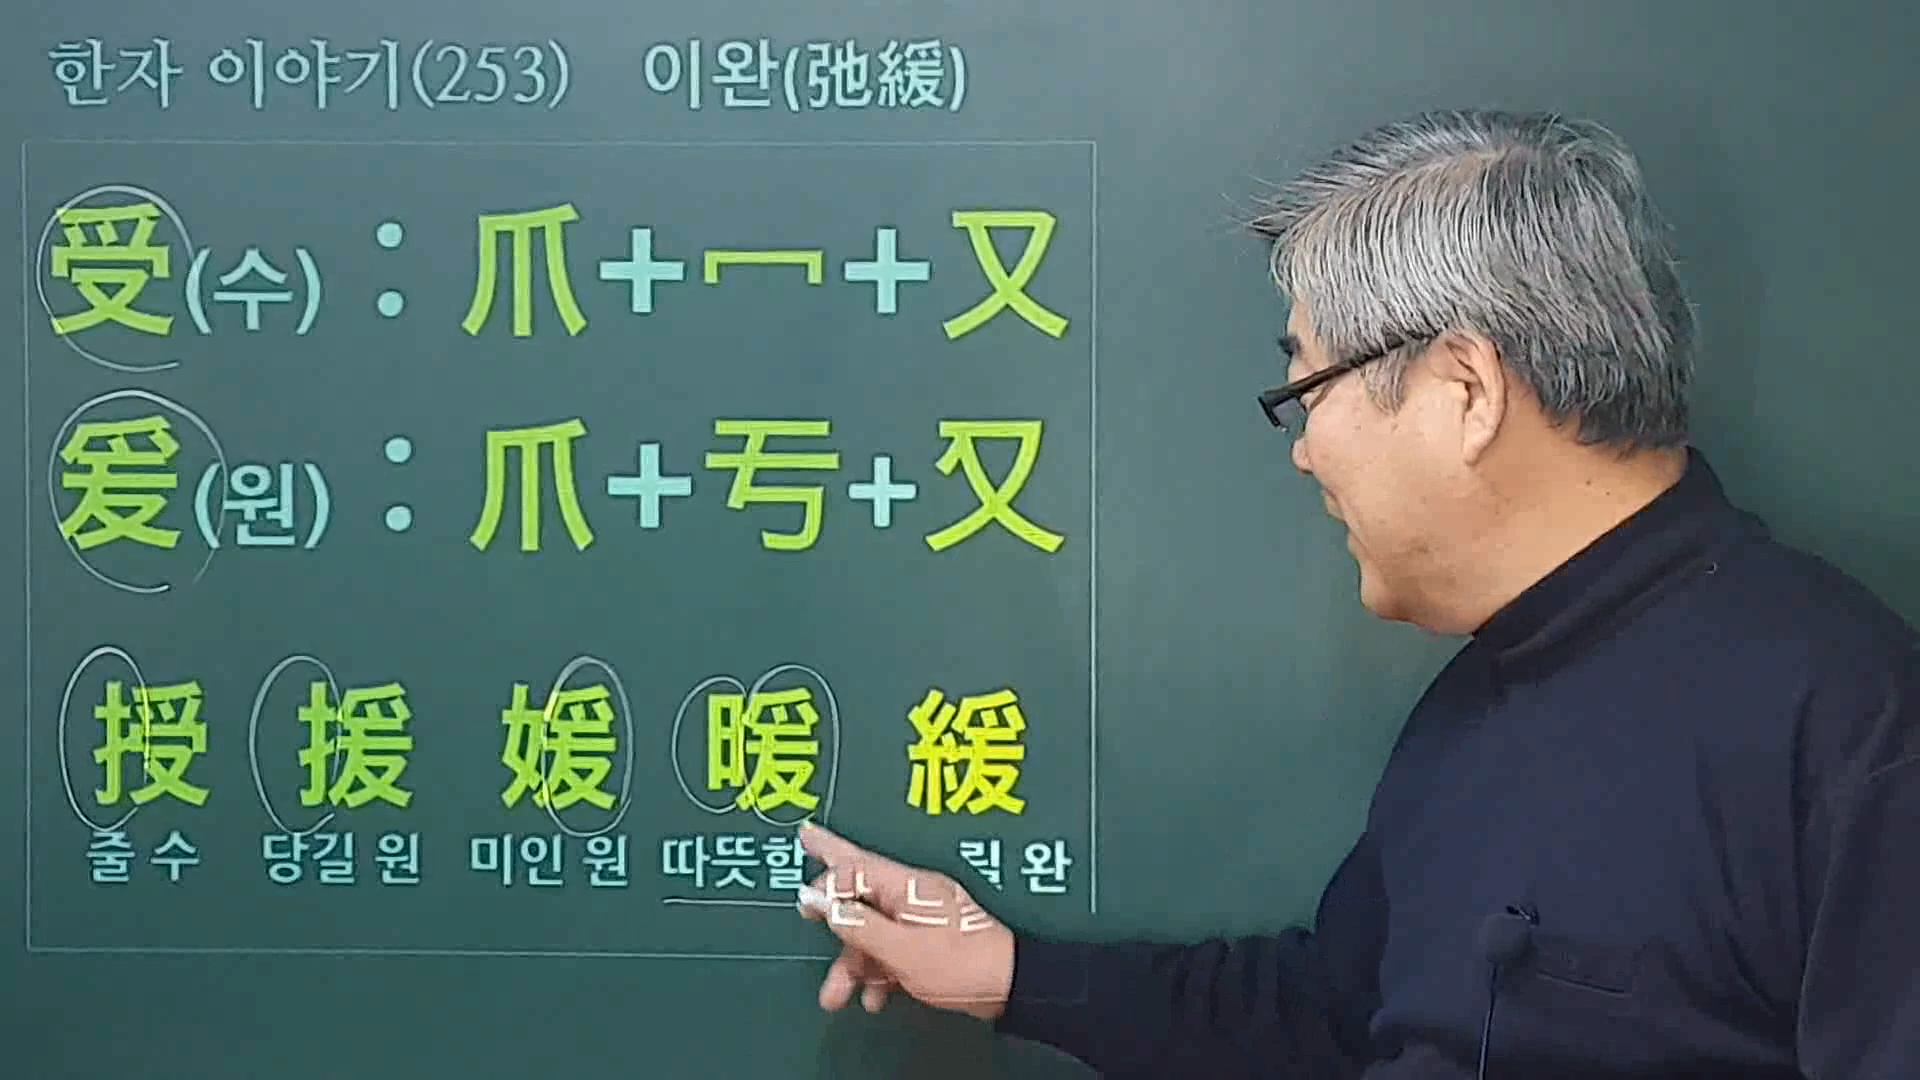 한자 이야기(253) 이완(弛緩)
受(수) : 爪+冖+又
爰(원) : 爪+亐+又
授 援 媛 暖 緩
줄 수 당길 원 미인 원 따뜻할 난 느릴 완